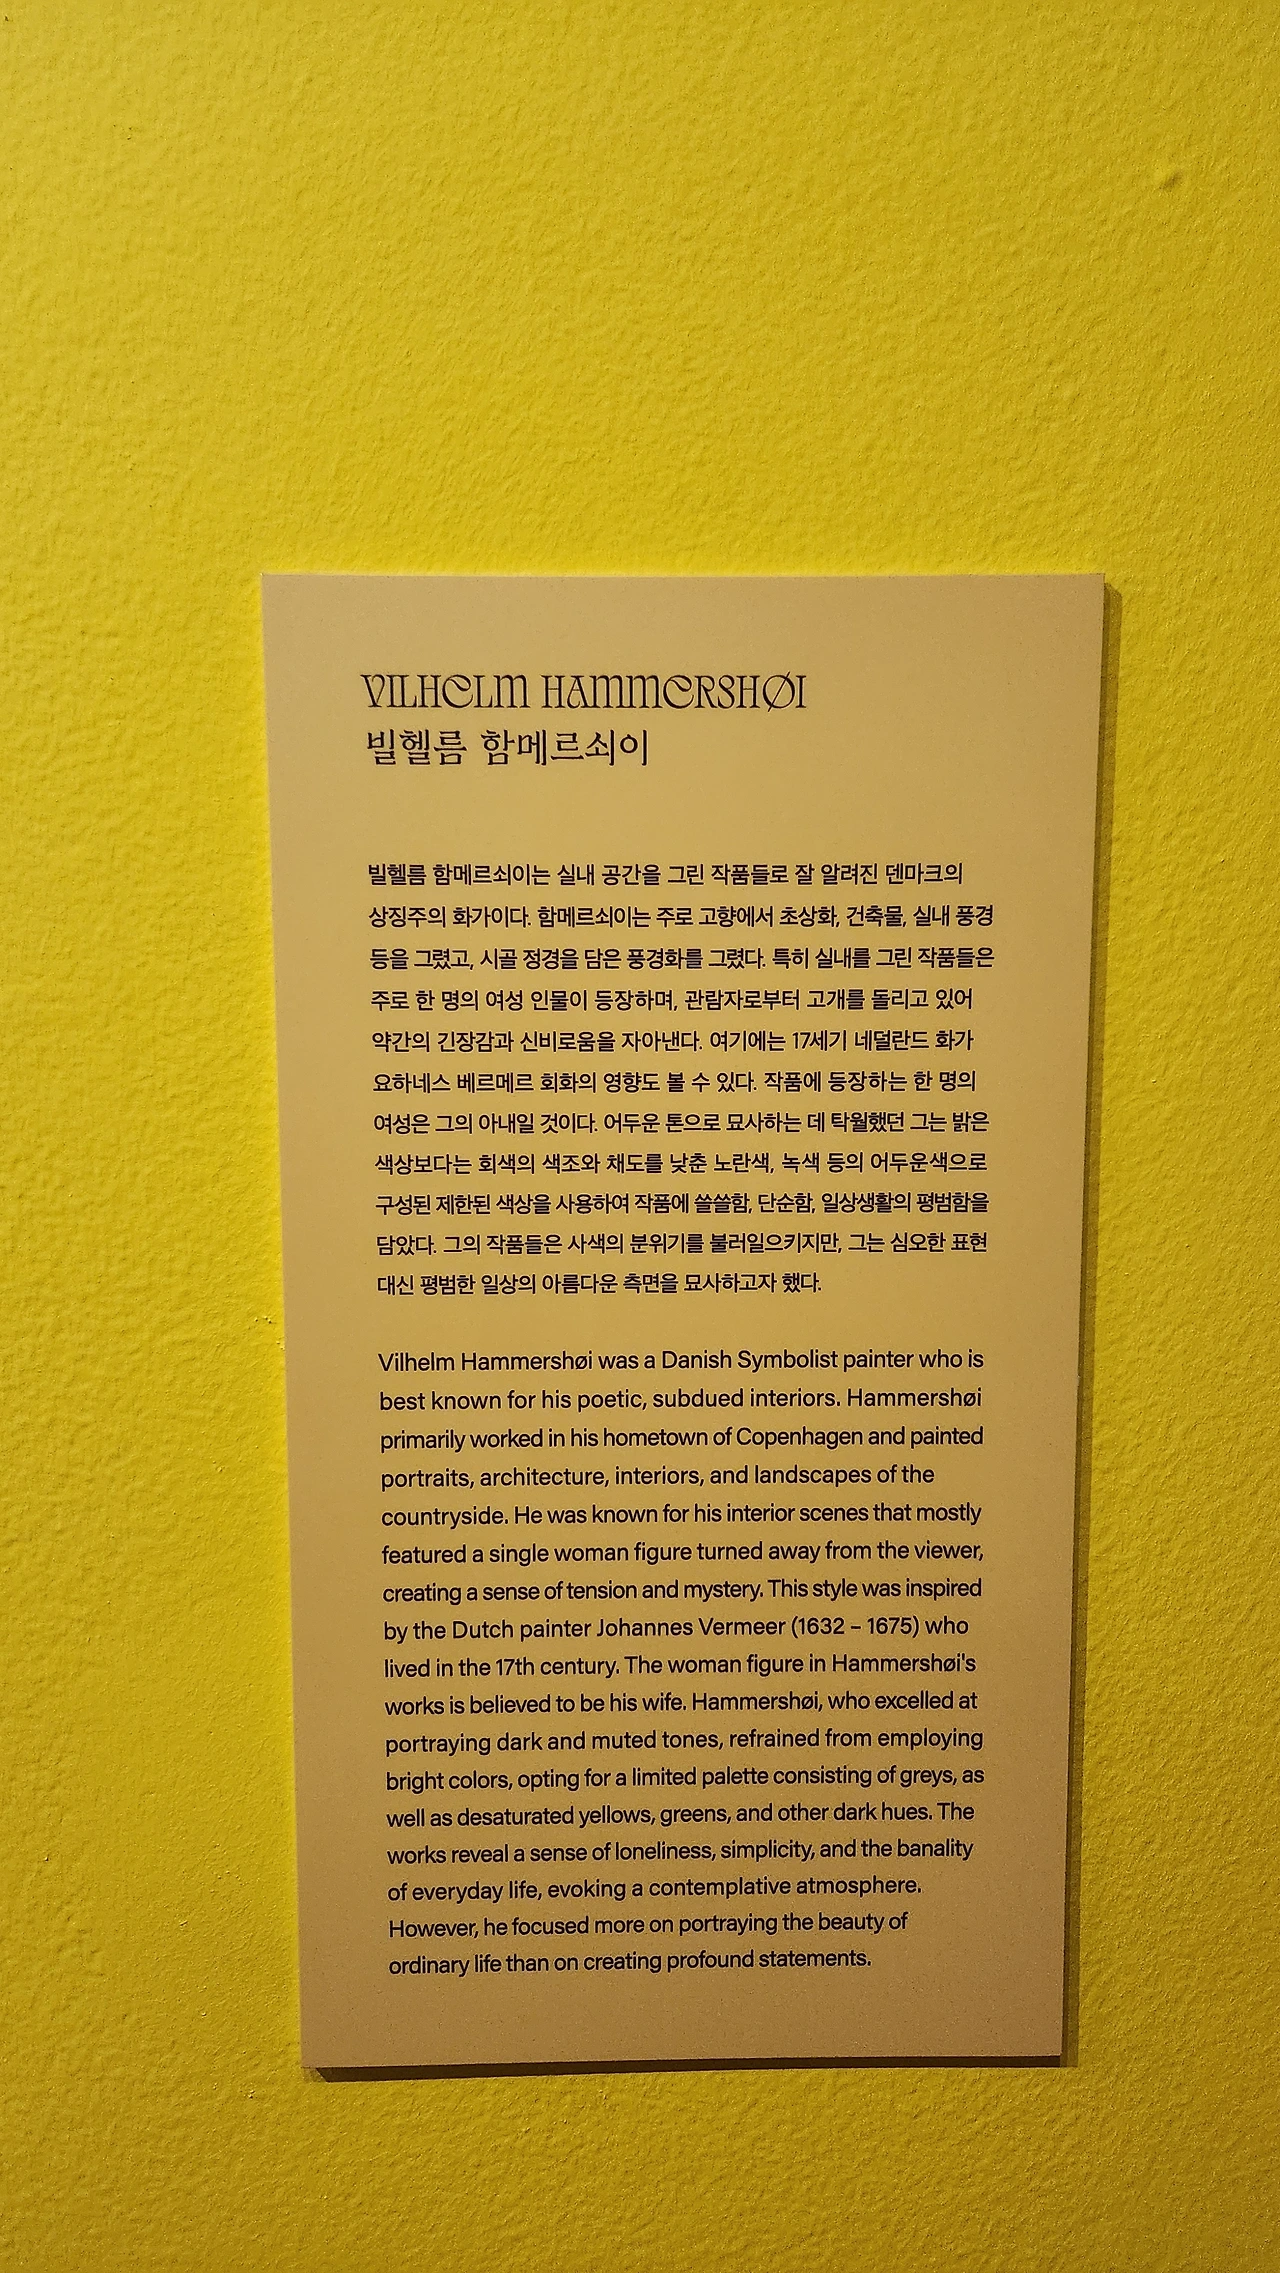 VILHELM HAMMERSHØI
빌헬름 함메르쇠이
빌헬름 함메르쇠이는 실내 공간을 그린 작품들로 잘 알려진 덴마크의
상징주의 화가이다. 함메르쇠이는 주로 고향에서 초상화, 건축물, 실내 풍경
등을 그렸고, 시골 정경을 담은 풍경화를 그렸다. 특히 실내를 그린 작품들은
주로 한 명의 여성 인물이 등장하며, 관람자로부터 고개를 돌리고 있어
약간의 긴장감과 신비로움을 자아낸다. 여기에는 17세기 네덜란드 화가
요하네스 베르메르 회화의 영향도 볼 수 있다. 작품에 등장하는 한 명의
여성은 그의 아내일 것이다. 어두운 톤으로 묘사하는 데 탁월했던 그는 밝은
색상보다는 회색의 색조와 채도를 낮춘 노란색, 녹색 등의 어두운색으로
구성된 제한된 색상을 사용하여 작품에 쓸쓸함, 단순함, 일상생활의 평범함을
담았다. 그의 작품들은 사색의 분위기를 불러일으키지만, 그는 심오한 표현
대신 평범한 일상의 아름다운 측면을 묘사하고자 했다.
Vilhelm Hammershøi was a Danish Symbolist painter who is
best known for his poetic, subdued interiors. Hammershøi
primarily worked in his hometown of Copenhagen and painted
portraits, architecture, interiors, and landscapes of the
countryside. He was known for his interior scenes that mostly
featured a single woman figure turned away from the viewer,
creating a sense of tension and mystery. This style was inspired
by the Dutch painter Johannes Vermeer (1632 – 1675) who
lived in the 17th century. The woman figure in Hammershøi's
works is believed to be his wife. Hammershøi, who excelled at
portraying dark and muted tones, refrained from employing
bright colors, opting for a limited palette consisting of greys, as
well as desaturated yellows, greens, and other dark hues. The
works reveal a sense of loneliness, simplicity, and the banality
of everyday life, evoking a contemplative atmosphere.
However, he focused more on portraying the beauty of
ordinary life than on creating profound statements.